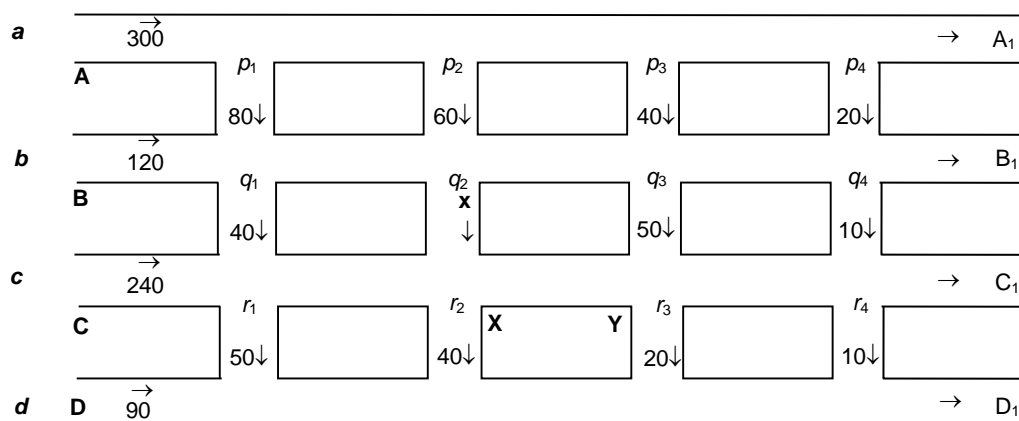 a 300 → → A₁
A p₁ p₂ p₃ p₄
80↓ 60↓ 40↓ 20↓
b 120 → → B₁
B q₁ q₂ q₃ q₄
x
40↓ ↓ 50↓ 10↓
c 240 → → C₁
C r₁ r₂ X Y r₃ r₄
50↓ 40↓ 20↓ 10↓
d D 90 → → D₁